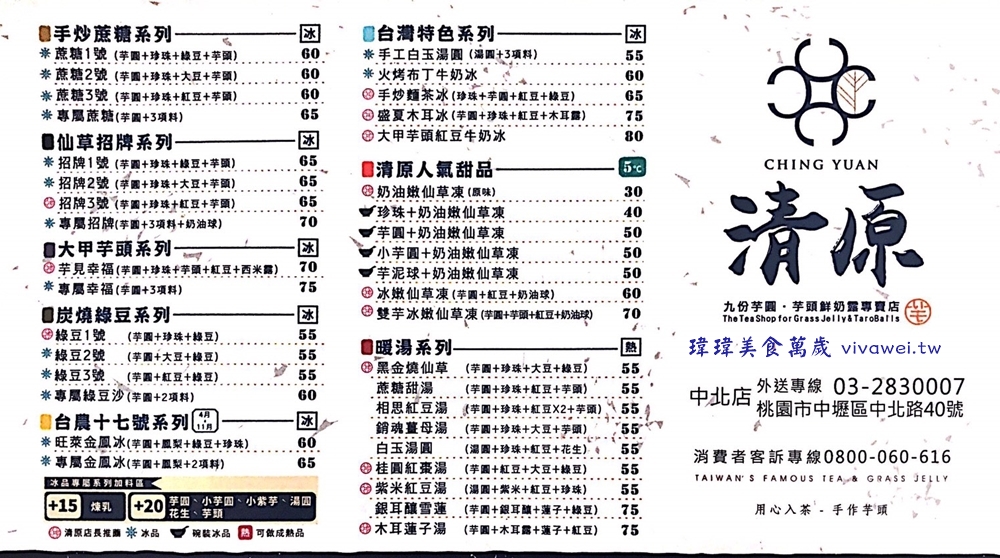 手炒蔗糖系列 冰
蔗糖1號 (芋圓+珍珠+綠豆+芋頭) 60
蔗糖2號 (芋圓+珍珠+大豆+芋頭) 60
蔗糖3號 (芋圓+珍珠+紅豆+芋頭) 60
專屬蔗糖(芋圓+3項料) 65
仙草招牌系列 冰
招牌1號 (芋圓+珍珠+綠豆+芋頭) 65
招牌2號 (芋圓+珍珠+大豆+芋頭) 65
招牌3號 (芋圓+珍珠+紅豆+芋頭) 65
專屬招牌(芋圓+3項料+奶油球) 70
大甲芋頭系列 冰
芋見幸福(芋圓+珍珠+芋頭+紅豆+西米露) 70
專屬幸福(芋圓+3項料) 75
炭燒綠豆系列 冰
綠豆1號 (芋圓+珍珠+綠豆) 55
綠豆2號 (芋圓+大豆+綠豆) 55
綠豆3號 (芋圓+紅豆+綠豆) 55
專屬綠豆沙(芋圓+2項料) 60
台農十七號系列 4月 11月 冰
旺萊金鳳冰(芋圓+鳳梨+綠豆+珍珠) 60
專屬金鳳冰(芋圓+鳳梨+2項料) 65
冰品專屬系列加料區
+15 煉乳 +20 芋圓、小芋圓、小紫芋、湯圓
花生、芋頭
清原店長推薦 冰品 碗裝冰品 熱 可做成熱品
台灣特色系列 冰
手工白玉湯圓 (湯圓+3項料) 55
火烤布丁牛奶冰 60
手炒麵茶冰(珍珠+芋圓+紅豆+綠豆) 65
盛夏木耳冰(芋圓+珍珠+紅豆+木耳露) 75
大甲芋頭紅豆牛奶冰 80
清原人氣甜品 5℃
奶油嫩仙草凍(原味) 30
珍珠+奶油嫩仙草凍 40
芋圓+奶油嫩仙草凍 50
小芋圓+奶油嫩仙草凍 50
芋泥球+奶油嫩仙草凍 50
冰嫩仙草凍(芋圓+紅豆+奶油球) 60
雙芋冰嫩仙草凍(芋圓+芋頭+紅豆+奶油球) 70
暖湯系列 熱
黑金燒仙草 (芋圓+珍珠+大豆+綠豆) 55
蔗糖甜湯 (芋圓+珍珠+紅豆+芋頭) 55
相思紅豆湯 (芋圓+珍珠+紅豆X2+芋頭) 55
銷魂薑母湯 (芋圓+珍珠+大豆+芋頭) 55
白玉湯圓 (湯圓+珍珠+紅豆+花生) 55
桂圓紅棗湯 (芋圓+紅豆+大豆+綠豆) 55
紫米紅豆湯 (湯圓+紫米+紅豆+珍珠) 55
銀耳釀雪蓮 (芋圓+銀耳釀+蓮子+綠豆) 75
木耳蓮子湯 (芋圓+木耳露+蓮子+紅豆) 75
CHING YUAN
清原
九份芋圓・芋頭鮮奶露專賣店
The Tea Shop for Grass Jelly & Taro Balls
瑋瑋美食萬歲 vivawei.tw
中北店 外送專線 03-2830007
桃園市中壢區中北路40號
消費者客訴專線0800-060-616
TAIWAN'S FAMOUS TEA & GRASS JELLY
用心入茶 - 手作芋頭